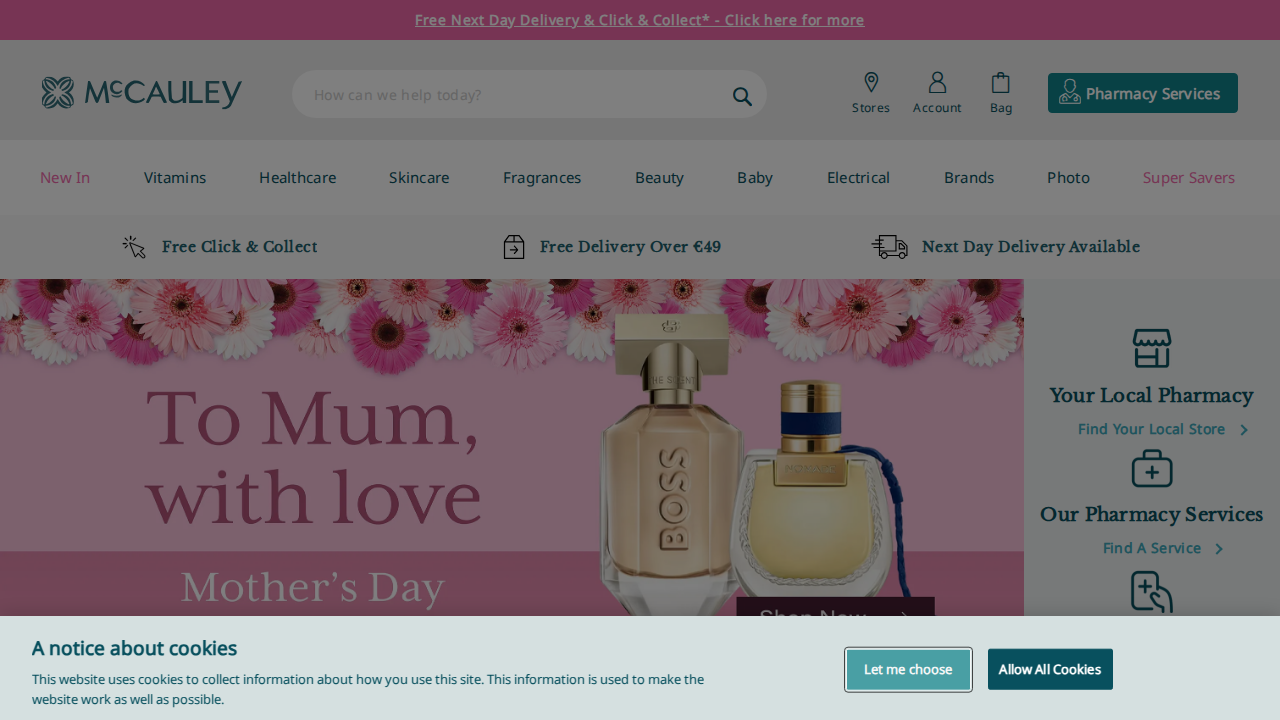 Free Next Day Delivery & Click & Collect* - Click here for more
McCAULEY
How can we help today?
Stores
Account
Bag
Pharmacy Services
New In
Vitamins
Healthcare
Skincare
Fragrances
Beauty
Baby
Electrical
Brands
Photo
Super Savers
Free Click & Collect
Free Delivery Over €49
Next Day Delivery Available
To Mum,
with love
Mother's Day
THE SCENT
BOSS
NOMADE
Shop Now
Your Local Pharmacy
Find Your Local Store
Our Pharmacy Services
Find A Service
A notice about cookies
This website uses cookies to collect information about how you use this site. This information is used to make the
website work as well as possible.
Let me choose
Allow All Cookies